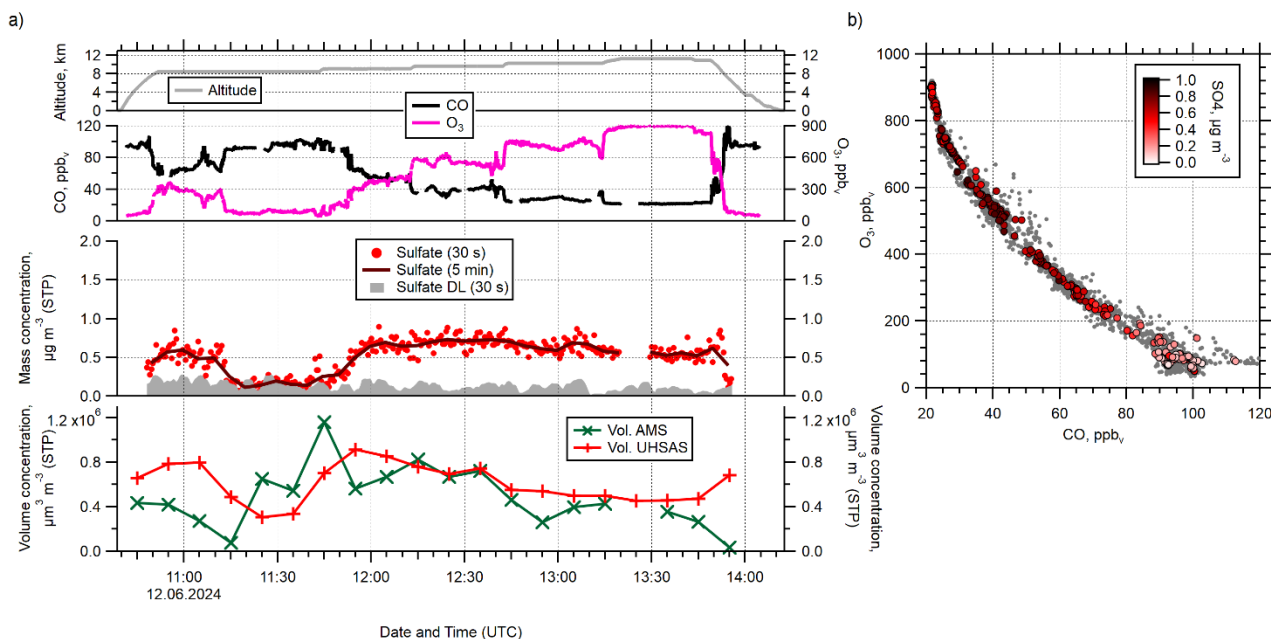 a)
Altitude, km
12
8
4
0
Altitude
12
8
4
0
CO
O3
CO, ppbv
120
80
40
0
900
600
300
0
O3, ppbv
Mass concentration,
µg m⁻³ (STP)
2.0
1.5
1.0
0.5
0.0
Sulfate (30 s)
Sulfate (5 min)
Sulfate DL (30 s)
2.0
1.5
1.0
0.5
0.0
Volume concentration,
µm³ m⁻³ (STP)
1.2 x10⁶
0.8
0.4
0.0
Vol. AMS
Vol. UHSAS
1.2 x10⁶
0.8
0.4
0.0
Volume concentration,
µm³ m⁻³ (STP)
11:00
11:30
12:00
12:30
13:00
13:30
14:00
12.06.2024
Date and Time (UTC)
b)
O3, ppbv
1000
800
600
400
200
0
1.0
0.8
0.6
0.4
0.2
0.0
SO4, µg m⁻³
20
40
60
80
100
120
CO, ppbv